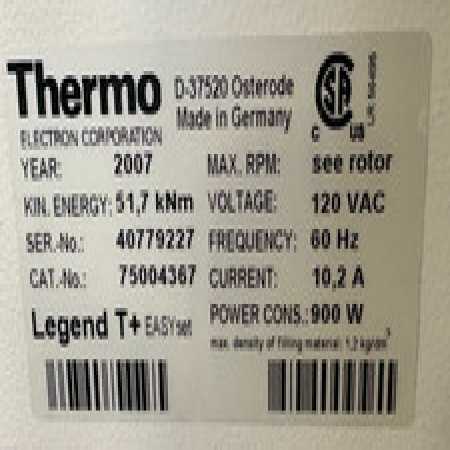 Thermo
ELECTRON CORPORATION
D-37520 Osterode
Made in Germany
C US
YEAR: 2007
MAX. RPM: see rotor
KIN. ENERGY: 51,7 kNm
VOLTAGE: 120 VAC
SER.-No.: 40779227
FREQUENCY: 60 Hz
CAT.-No.: 75004367
CURRENT: 10,2 A
Legend T+ EASYset
POWER CONS.: 900 W
max. density of filling material: 1,2 kg/dm³